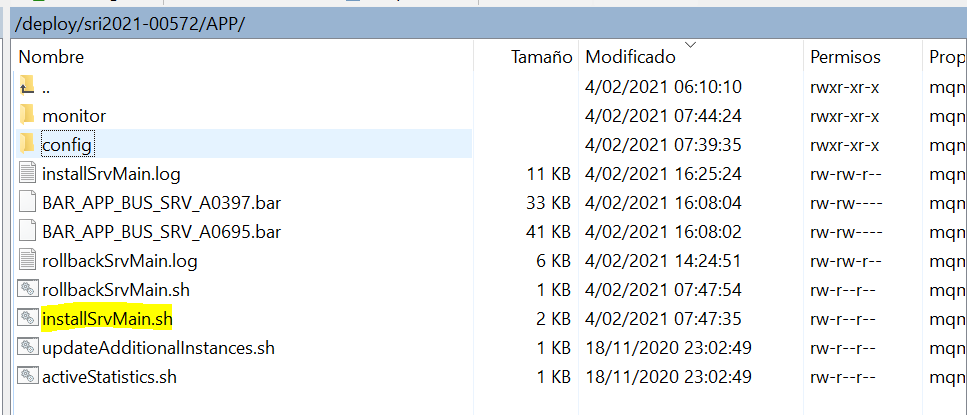 /deploy/sri2021-00572/APP/
Nombre Tamaño Modificado Permisos Prop
.. 4/02/2021 06:10:10 rwxr-xr-x mqn
monitor 4/02/2021 07:44:24 rwxr-xr-x mqn
config 4/02/2021 07:39:35 rwxr-xr-x mqn
installSrvMain.log 11 KB 4/02/2021 16:25:24 rw-rw-r-- mqn
BAR_APP_BUS_SRV_A0397.bar 33 KB 4/02/2021 16:08:04 rw-rw---- mqn
BAR_APP_BUS_SRV_A0695.bar 41 KB 4/02/2021 16:08:02 rw-rw---- mqn
rollbackSrvMain.log 6 KB 4/02/2021 14:24:51 rw-rw-r-- mqn
rollbackSrvMain.sh 1 KB 4/02/2021 07:47:54 rw-r--r-- mqn
installSrvMain.sh 2 KB 4/02/2021 07:47:35 rw-r--r-- mqn
updateAdditionalInstances.sh 1 KB 18/11/2020 23:02:49 rw-r--r-- mqn
activeStatistics.sh 1 KB 18/11/2020 23:02:49 rw-r--r-- mqn